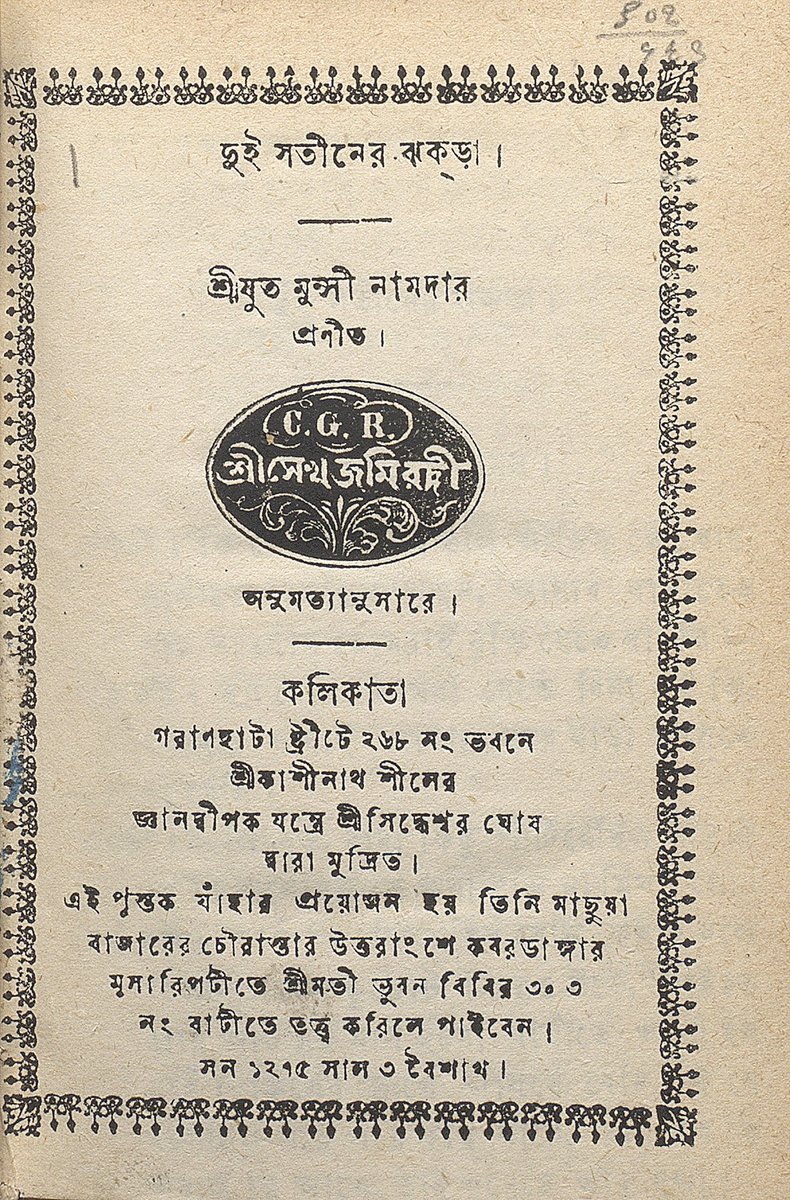 দুই সতীনের ঝকড়া ।
শ্রীযুত মুন্সী নামদার
প্রণীত ।
C. G. R.
শ্রীসেখ জমিরদ্দী
অনুমত্যানুসারে ।
কলিকাতা
গরাণহাটা ষ্ট্রীটে ২৬৮ নং ভবনে
শ্রীকাশীনাথ শীলের
জ্ঞানদ্বীপক যন্ত্রে শ্রীসিদ্ধেশ্বর ঘোষ
দ্বারা মুদ্রিত ।
এই পুস্তক যাঁহার প্রয়োজন হয় তিনি মাছুয়া
বাজারের চৌরাস্তার উত্তরাংশে কবরডাঙ্গার
মুসারিপটীতে শ্রীমতী ভুবন বিবির ৩০৩
নং বাটীতে তত্ত্ব করিলে পাইবেন ।
সন ১২৭৫ সাল ৩ বৈশাখ ।